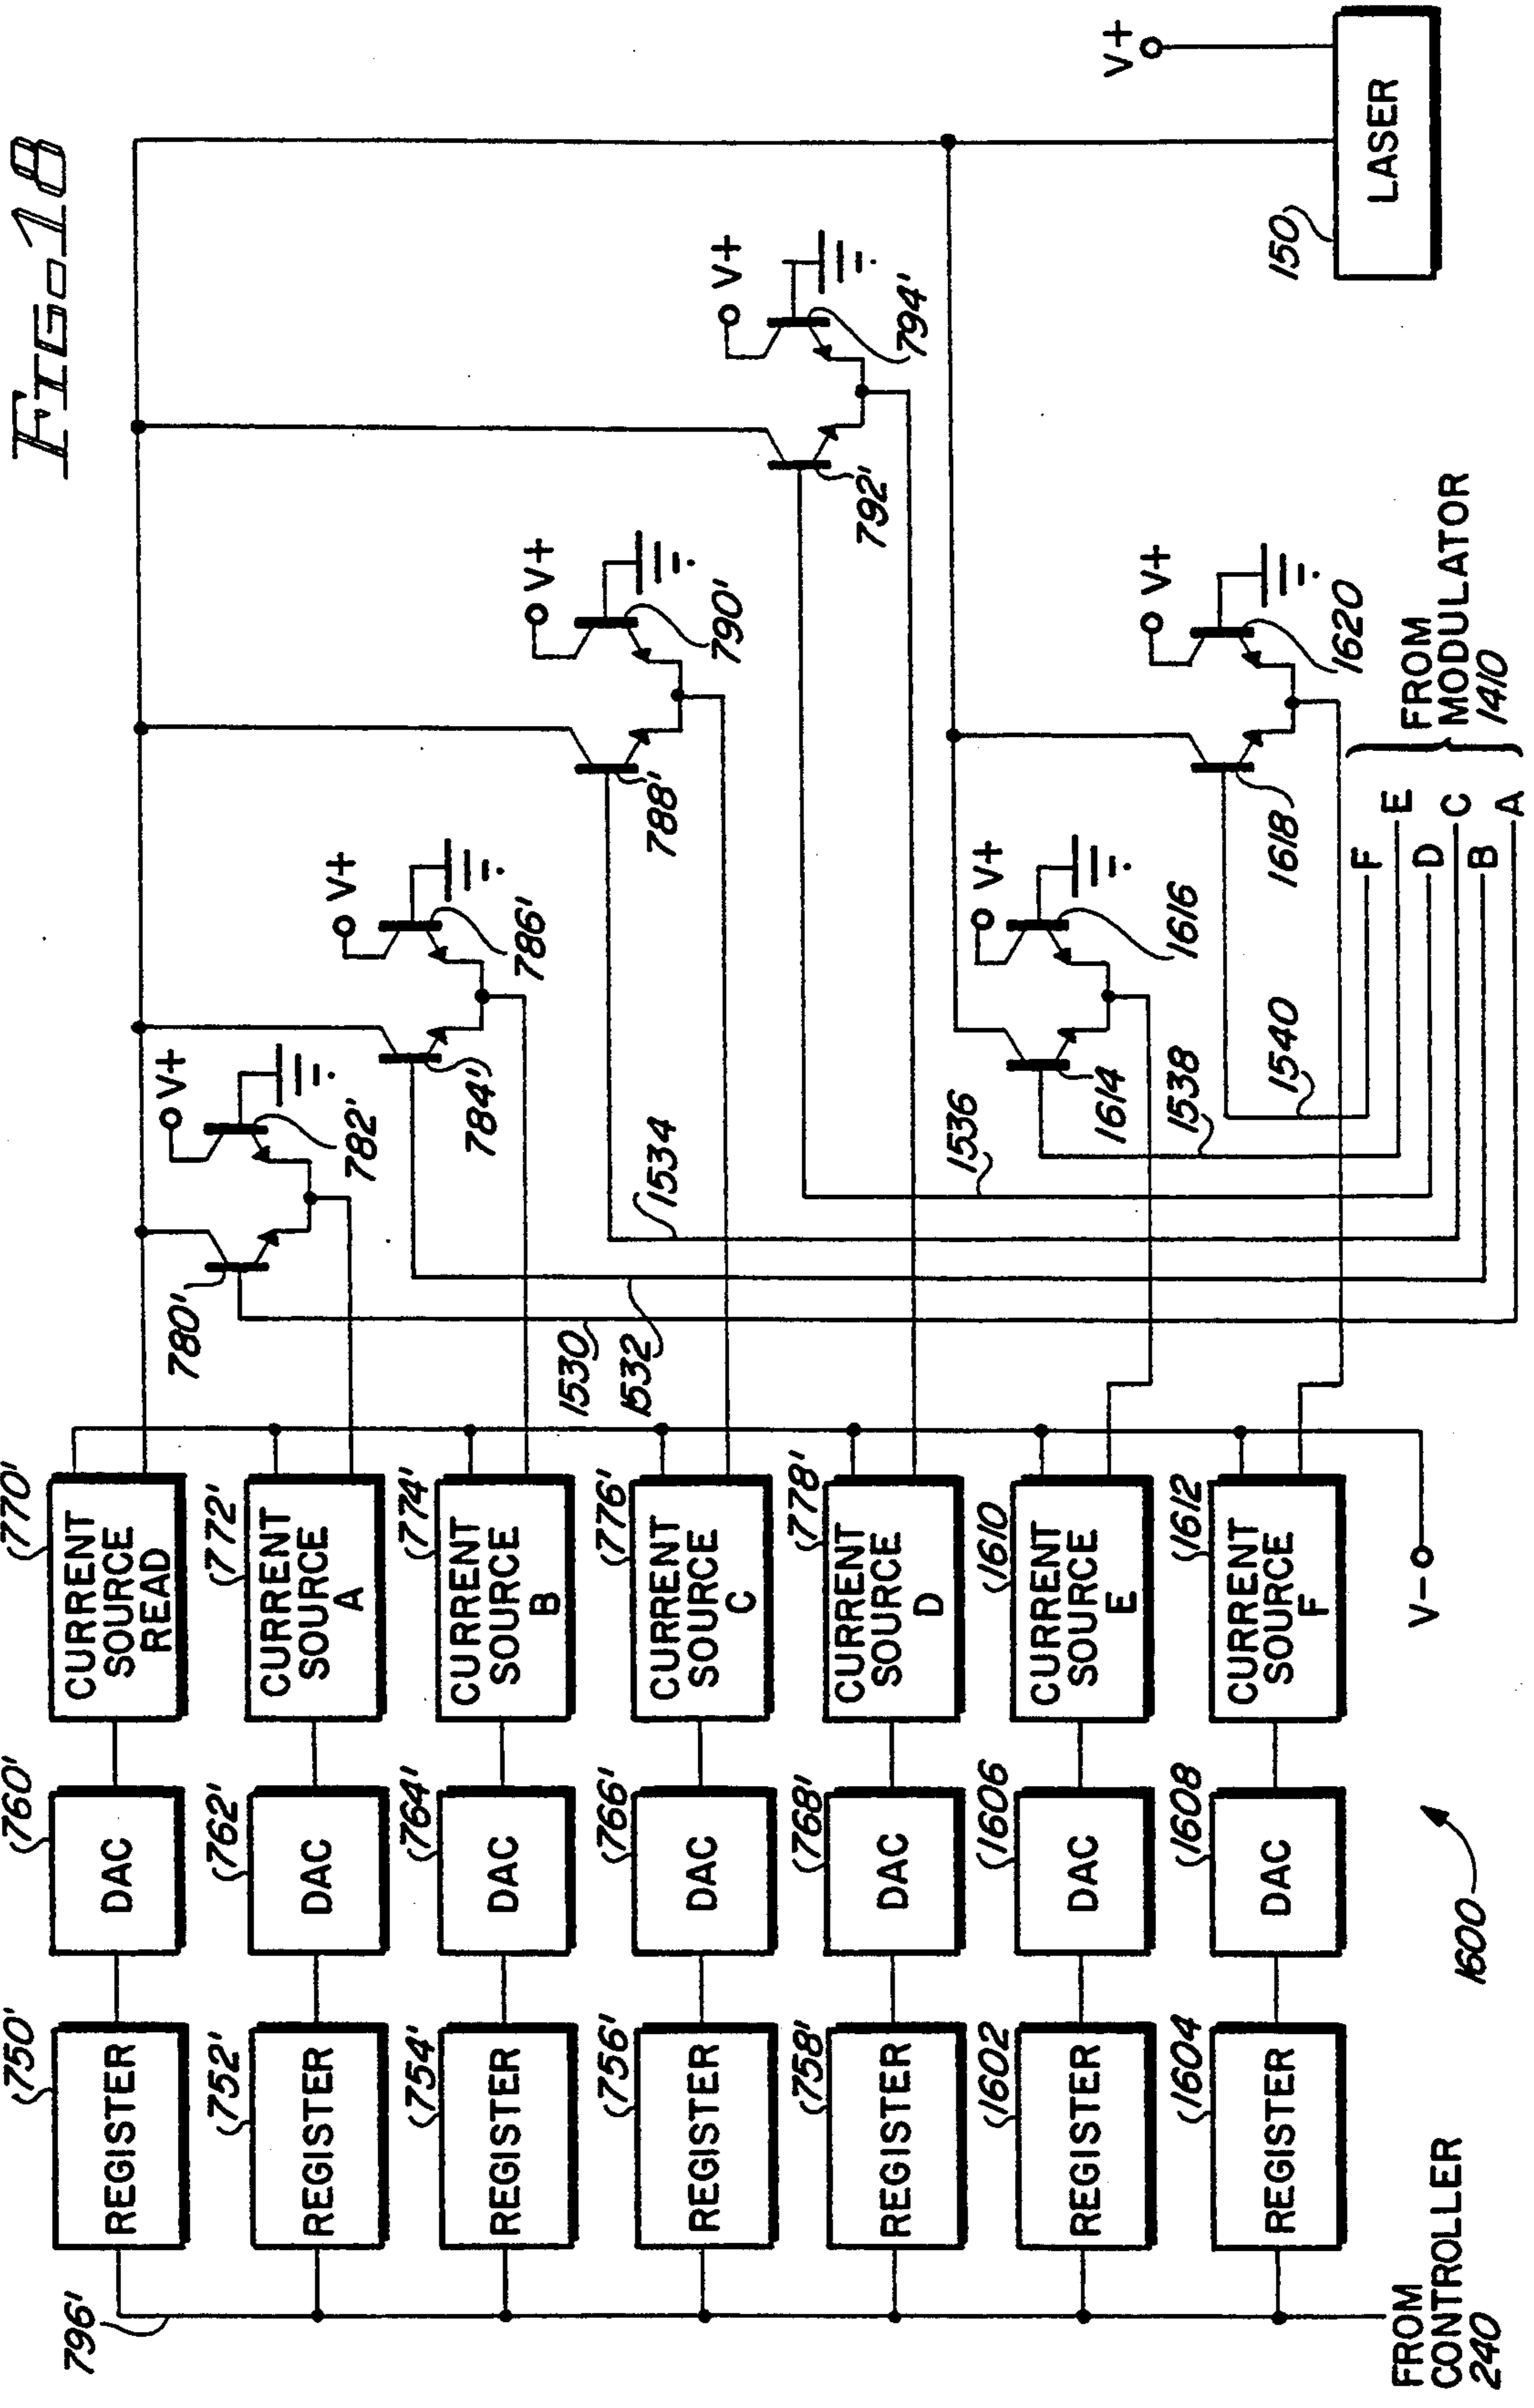 FIG-18
796'
FROM
CONTROLLER
240
750'
REGISTER
760'
DAC
770'
CURRENT
SOURCE
READ
752'
REGISTER
762'
DAC
772'
CURRENT
SOURCE
A
754'
REGISTER
764'
DAC
774'
CURRENT
SOURCE
B
756'
REGISTER
766'
DAC
776'
CURRENT
SOURCE
C
758'
REGISTER
768'
DAC
778'
CURRENT
SOURCE
D
1602
REGISTER
1606
DAC
1610
CURRENT
SOURCE
E
1604
REGISTER
1608
DAC
1612
CURRENT
SOURCE
F
1600
V-
780'
782'
V+
784'
786'
V+
788'
790'
V+
792'
794'
V+
1530
1532
1534
1536
1538
1540
1614
1616
V+
1618
1620
V+
F
E
D
C
B
A
FROM
MODULATOR
1410
V+
150
LASER